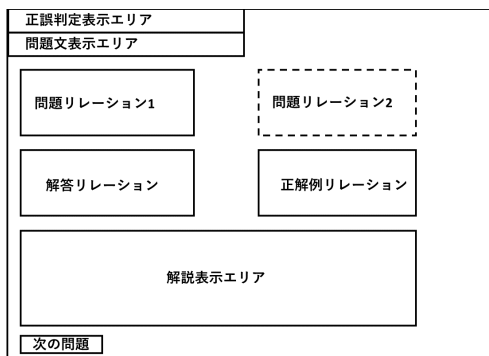 正誤判定表示エリア
問題文表示エリア
問題リレーション1
問題リレーション2
解答リレーション
正解例リレーション
解説表示エリア
次の問題